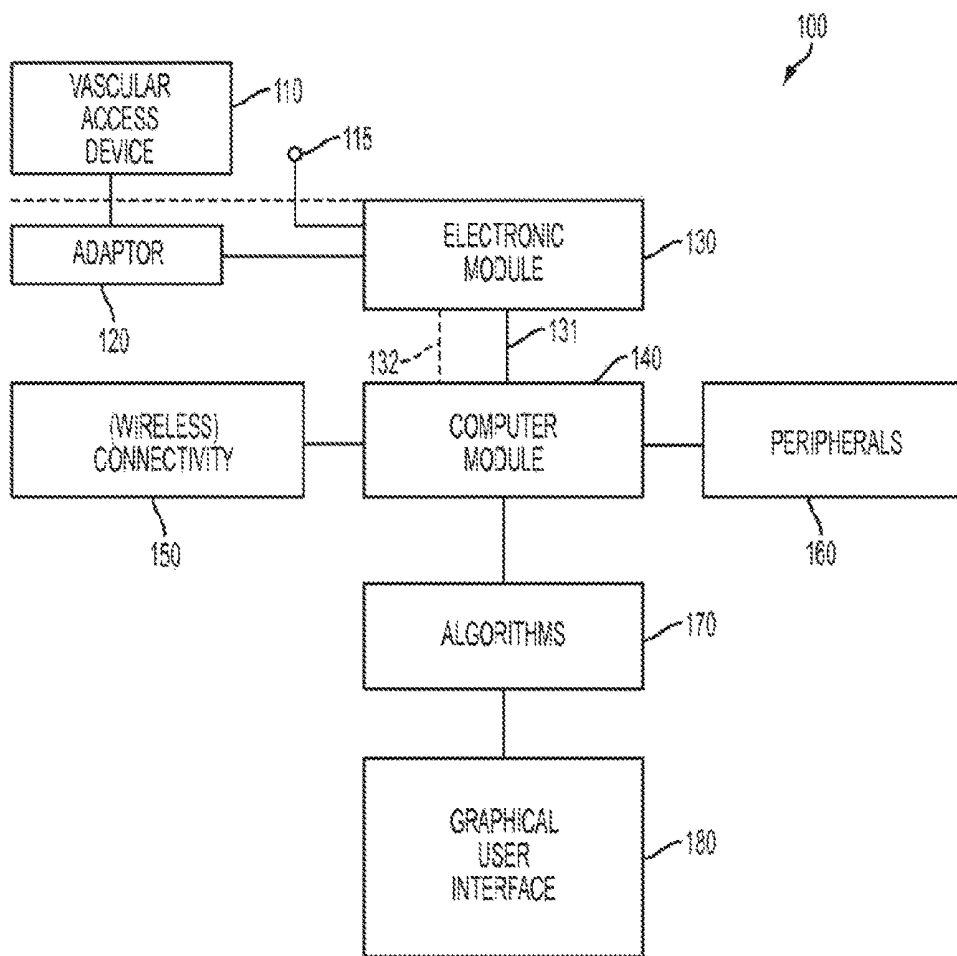 100
VASCULAR
ACCESS
DEVICE
110
115
ADAPTOR
120
ELECTRONIC
MODULE
130
132
131
140
(WIRELESS)
CONNECTIVITY
150
COMPUTER
MODULE
PERIPHERALS
160
ALGORITHMS
170
GRAPHICAL
USER
INTERFACE
180